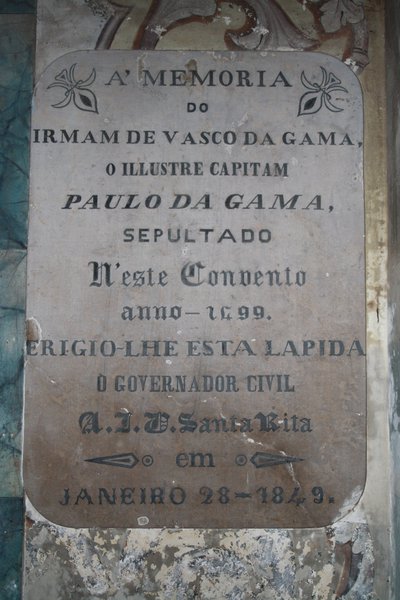 A' MEMORIA
DO
IRMAM DE VASCO DA GAMA,
O ILLUSTRE CAPITAM
PAULO DA GAMA,
SEPULTADO
N'este Convento
anno-1499.
ERIGIO-LHE ESTA LAPIDA
O GOVERNADOR CIVIL
A. J. V. Santa Rita
em
JANEIRO 28-1849.